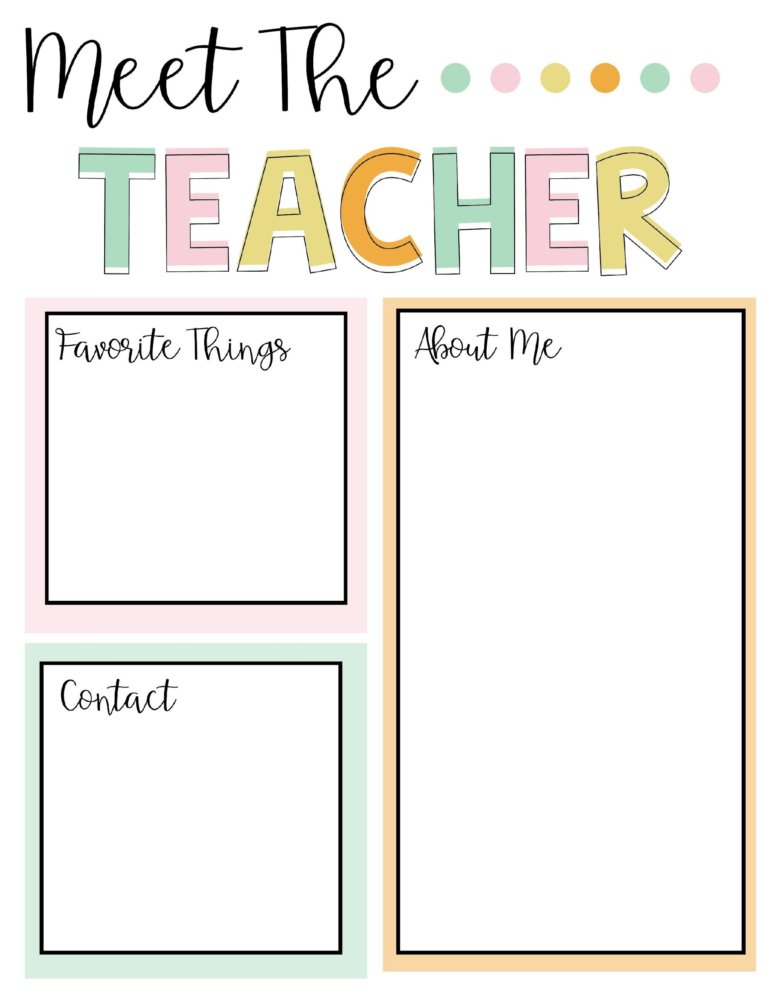 Meet The
TEACHER
Favorite Things
About Me
Contact